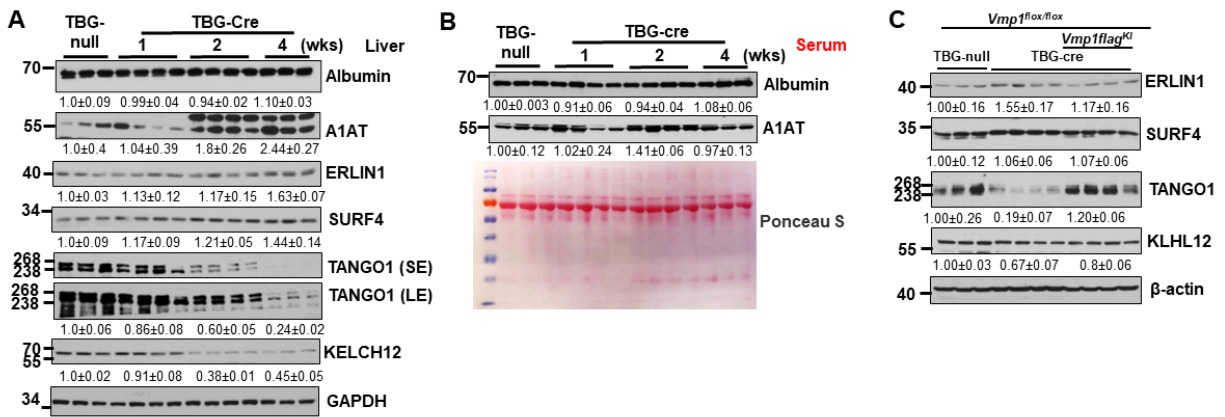 A
TBG-null
TBG-Cre
1 2 4 (wks)
Liver
70
Albumin
1.0±0.09 0.99±0.04 0.94±0.02 1.10±0.03
55
A1AT
1.0±0.4 1.04±0.39 1.8±0.26 2.44±0.27
40
ERLIN1
1.0±0.03 1.13±0.12 1.17±0.15 1.63±0.07
34
SURF4
1.0±0.09 1.17±0.09 1.21±0.05 1.44±0.14
268
238
TANGO1 (SE)
268
238
TANGO1 (LE)
1.0±0.06 0.86±0.08 0.60±0.05 0.24±0.02
70
55
KELCH12
1.0±0.02 0.91±0.08 0.38±0.01 0.45±0.05
34
GAPDH
B
TBG-null
TBG-cre
Serum
1 2 4 (wks)
70
Albumin
1.00±0.003 0.91±0.06 0.94±0.04 1.08±0.06
55
A1AT
1.00±0.12 1.02±0.24 1.41±0.06 0.97±0.13
Ponceau S
C
Vmp1flox/flox
Vmp1flagKI
TBG-null TBG-cre
40
ERLIN1
1.00±0.16 1.55±0.17 1.17±0.16
35
SURF4
1.00±0.12 1.06±0.06 1.07±0.06
268
238
TANGO1
1.00±0.26 0.19±0.07 1.20±0.06
55
KLHL12
1.00±0.03 0.67±0.07 0.8±0.06
40
β-actin